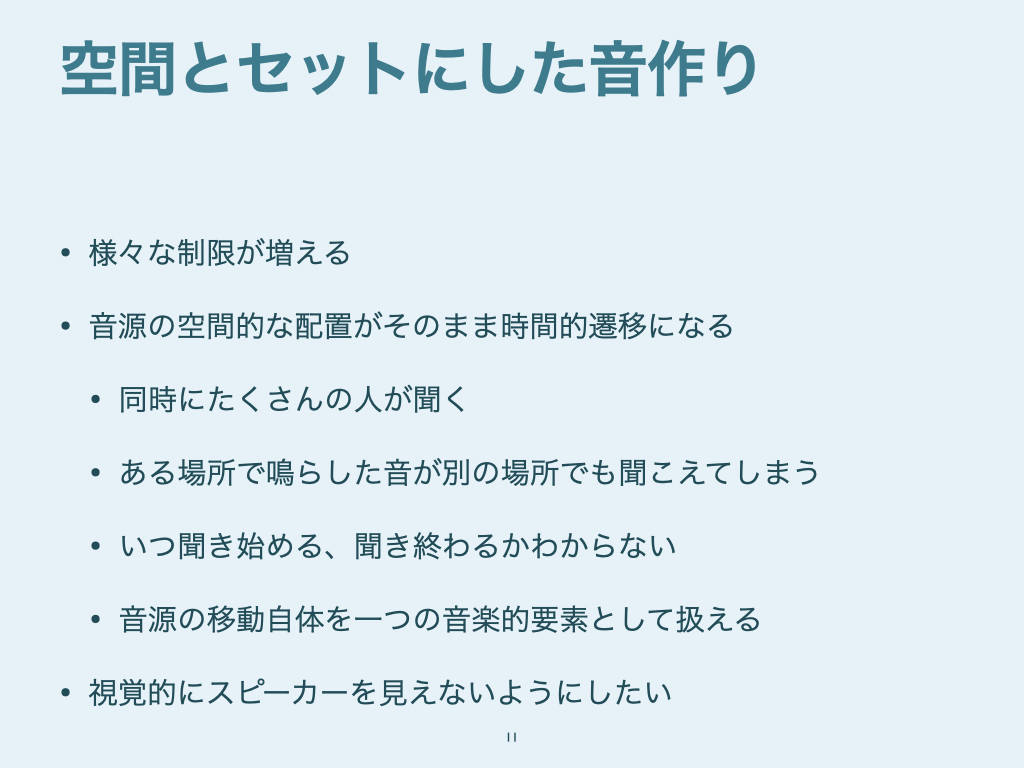 空間とセットにした音作り
• 様々な制限が増える
• 音源の空間的な配置がそのまま時間的遷移になる
• 同時にたくさんの人が聞く
• ある場所で鳴らした音が別の場所でも聞こえてしまう
• いつ聞き始める、聞き終わるかわからない
• 音源の移動自体を一つの音楽的要素として扱える
• 視覚的にスピーカーを見えないようにしたい
11